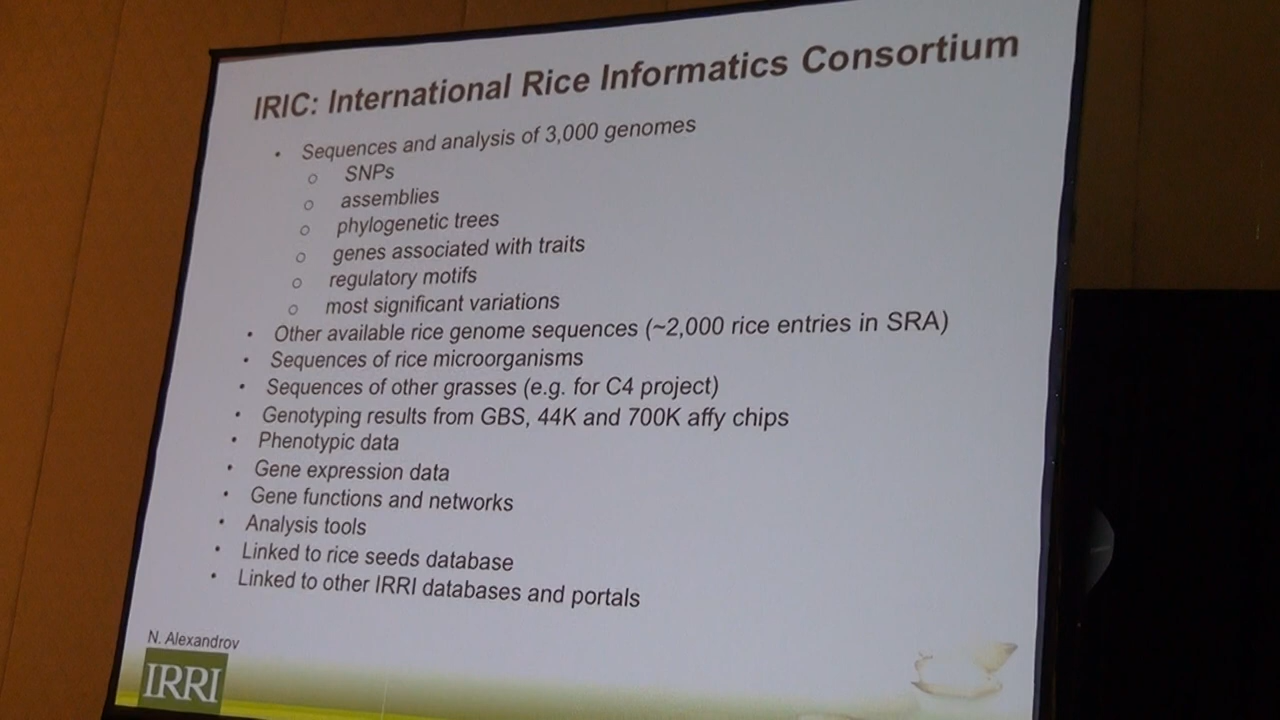 IRIC: International Rice Informatics Consortium
• Sequences and analysis of 3,000 genomes
o SNPs
o assemblies
o phylogenetic trees
o genes associated with traits
o regulatory motifs
o most significant variations
• Other available rice genome sequences (~2,000 rice entries in SRA)
• Sequences of rice microorganisms
• Sequences of other grasses (e.g. for C4 project)
• Genotyping results from GBS, 44K and 700K affy chips
• Phenotypic data
• Gene expression data
• Gene functions and networks
• Analysis tools
• Linked to rice seeds database
• Linked to other IRRI databases and portals
N. Alexandrov
IRRI